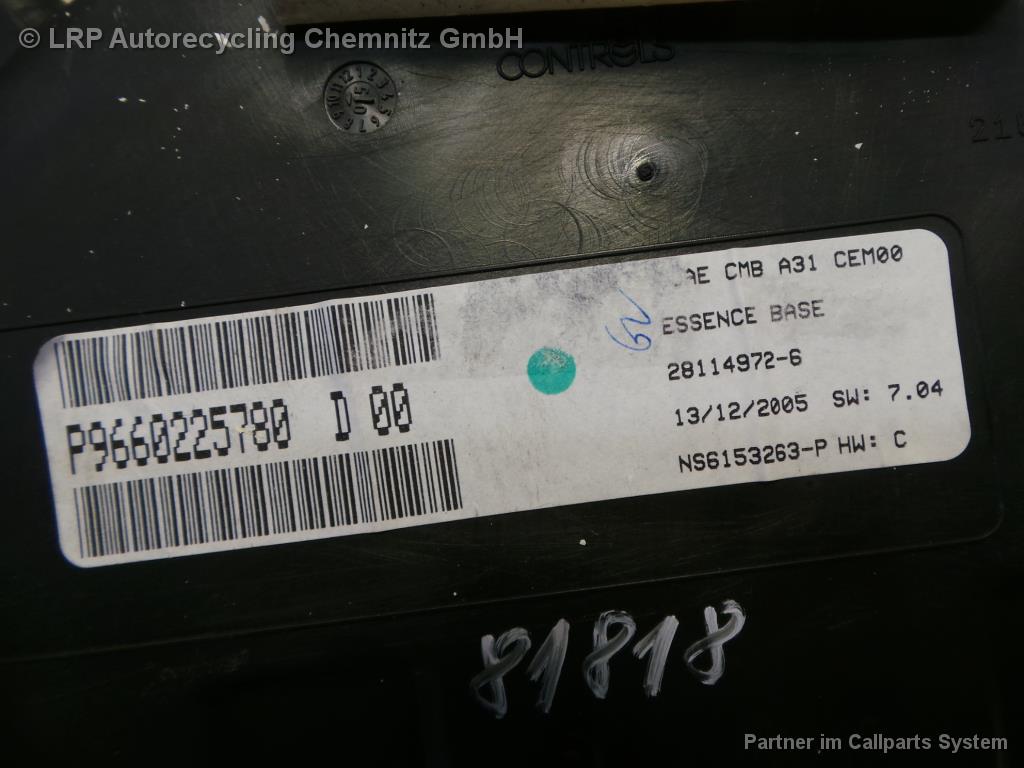 © LRP Autorecycling Chemnitz GmbH
CONTROLS
AE CMB A31 CEM00
ESSENCE BASE
28114972-6
P9660225780 D 00
13/12/2005 SW: 7.04
NS6153263-P HW: C
81818
Partner im Callparts System